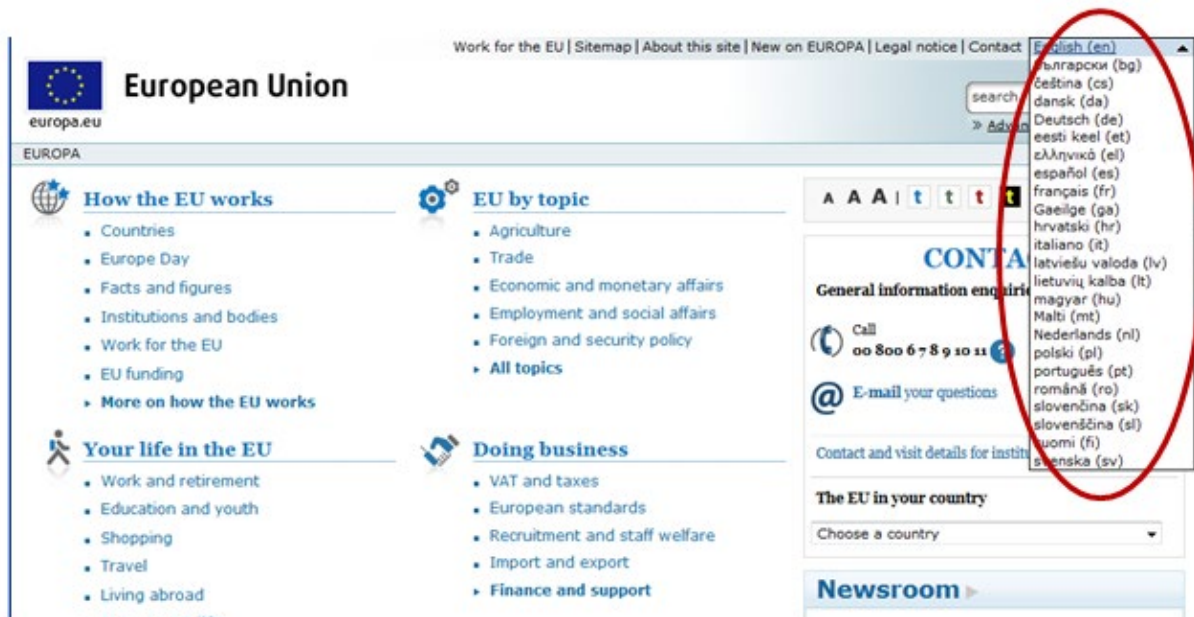 Work for the EU | Sitemap | About this site | New on EUROPA | Legal notice | Contact
English (en)
български (bg)
čeština (cs)
dansk (da)
Deutsch (de)
eesti keel (et)
ελληνικά (el)
español (es)
français (fr)
Gaeilge (ga)
hrvatski (hr)
italiano (it)
latviešu valoda (lv)
lietuvių kalba (lt)
magyar (hu)
Malti (mt)
Nederlands (nl)
polski (pl)
português (pt)
română (ro)
slovenčina (sk)
slovenščina (sl)
suomi (fi)
svenska (sv)
European Union
europa.eu
search
»
EUROPA
How the EU works
Countries
Europe Day
Facts and figures
Institutions and bodies
Work for the EU
EU funding
More on how the EU works
EU by topic
Agriculture
Trade
Economic and monetary affairs
Employment and social affairs
Foreign and security policy
All topics
A A A | t t t t
General information
Call
00 800 6 7 8 9 10 11 ?
@ E-mail your questions
Contact and visit details for
The EU in your country
Choose a country
Newsroom
Your life in the EU
Work and retirement
Education and youth
Shopping
Travel
Living abroad
Doing business
VAT and taxes
European standards
Recruitment and staff welfare
Import and export
Finance and support